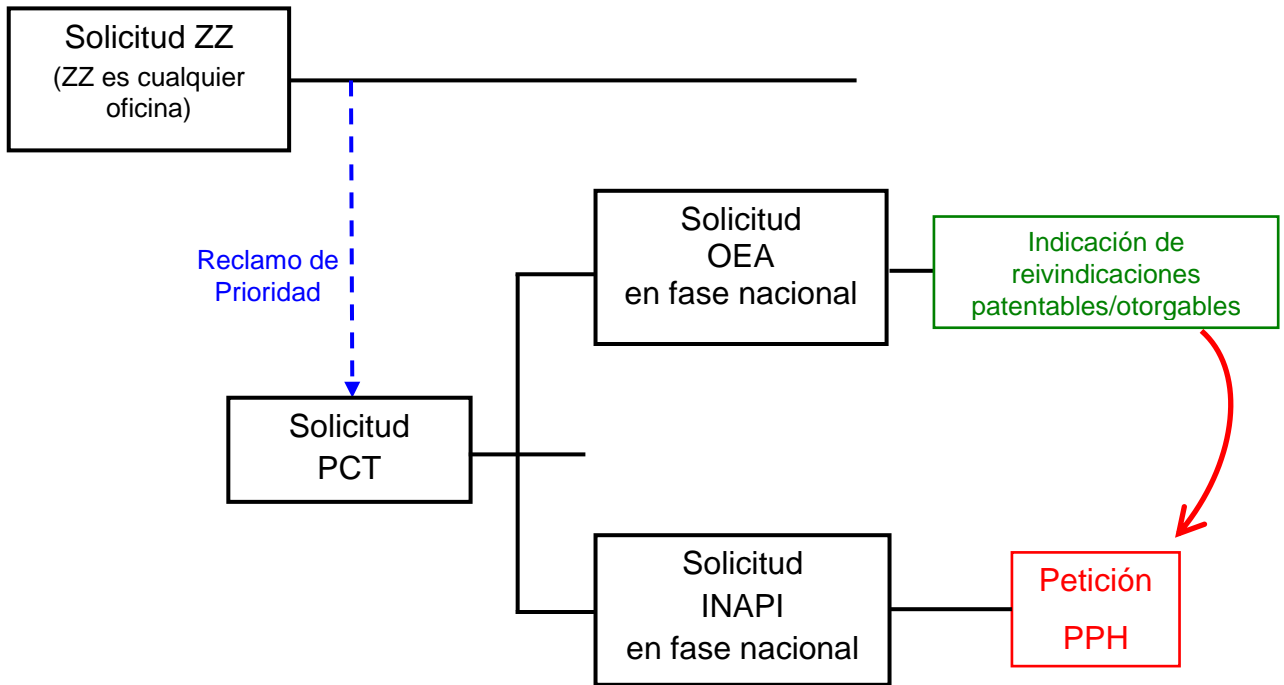 Solicitud ZZ
(ZZ es cualquier
oficina)
Reclamo de
Prioridad
Solicitud
OEA
en fase nacional
Indicación de
reivindicaciones
patentables/otorgables
Solicitud
PCT
Solicitud
INAPI
en fase nacional
Petición
PPH